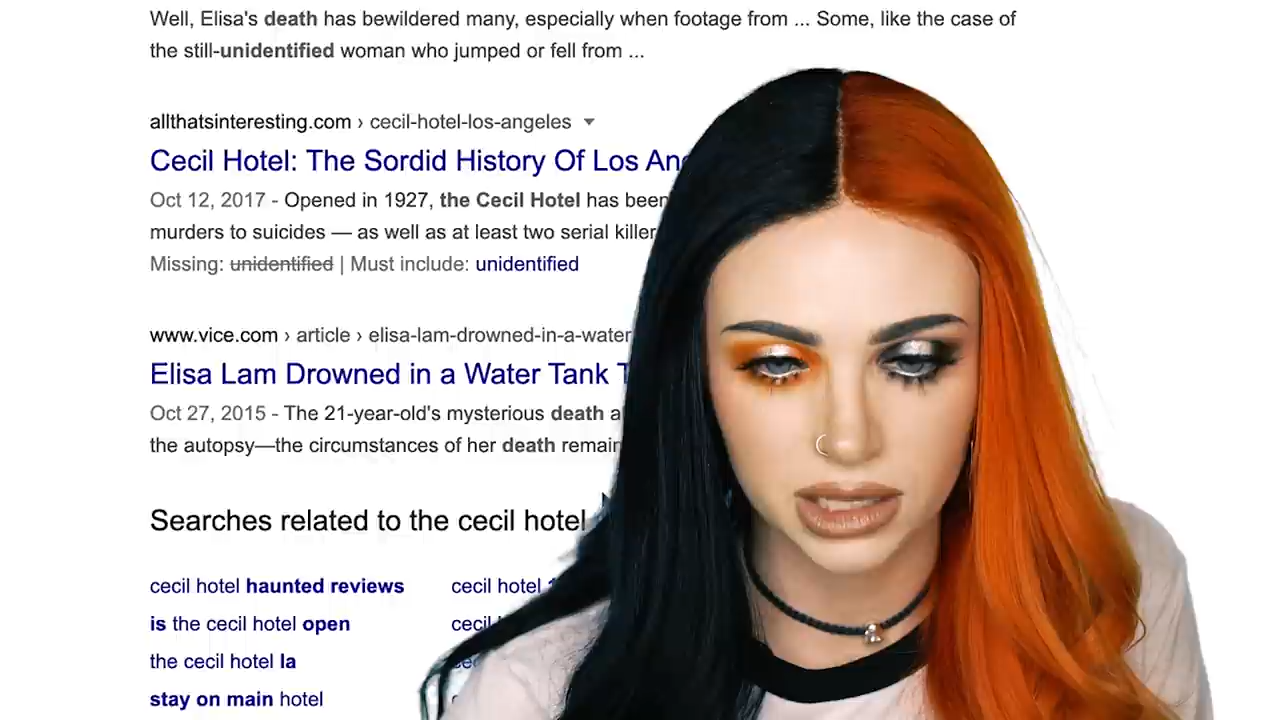 Well, Elisa's death has bewildered many, especially when footage from ... Some, like the case of
the still-unidentified woman who jumped or fell from ...
allthatsinteresting.com › cecil-hotel-los-angeles
Cecil Hotel: The Sordid History Of Los An
Oct 12, 2017 - Opened in 1927, the Cecil Hotel has been
murders to suicides — as well as at least two serial killer
Missing: unidentified | Must include: unidentified
www.vice.com › article › elisa-lam-drowned-in-a-water
Elisa Lam Drowned in a Water Tank T
Oct 27, 2015 - The 21-year-old's mysterious death a
the autopsy—the circumstances of her death remain
Searches related to the cecil hotel
cecil hotel haunted reviews cecil hotel
is the cecil hotel open cecil
the cecil hotel la
stay on main hotel